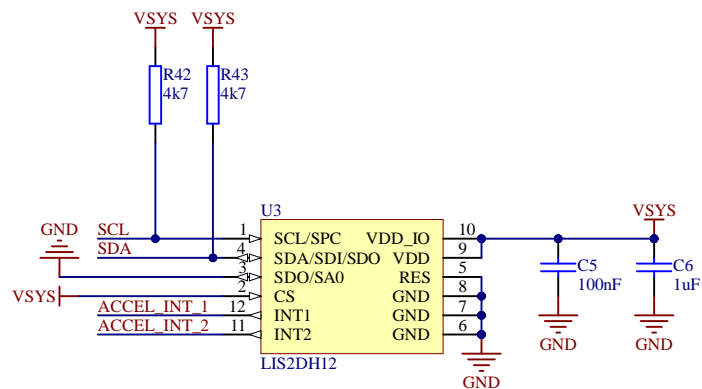 VSYS VSYS
R42 R43
4k7 4k7
GND
U3
SCL 1 SCL/SPC VDD_IO 10 VSYS
SDA 4 SDA/SDI/SDO VDD 9
3 SDO/SA0 RES 5 C5 C6
VSYS 2 CS GND 8 100nF 1uF
ACCEL_INT_1 12 INT1 GND 7
ACCEL_INT_2 11 INT2 GND 6
GND GND
LIS2DH12
GND